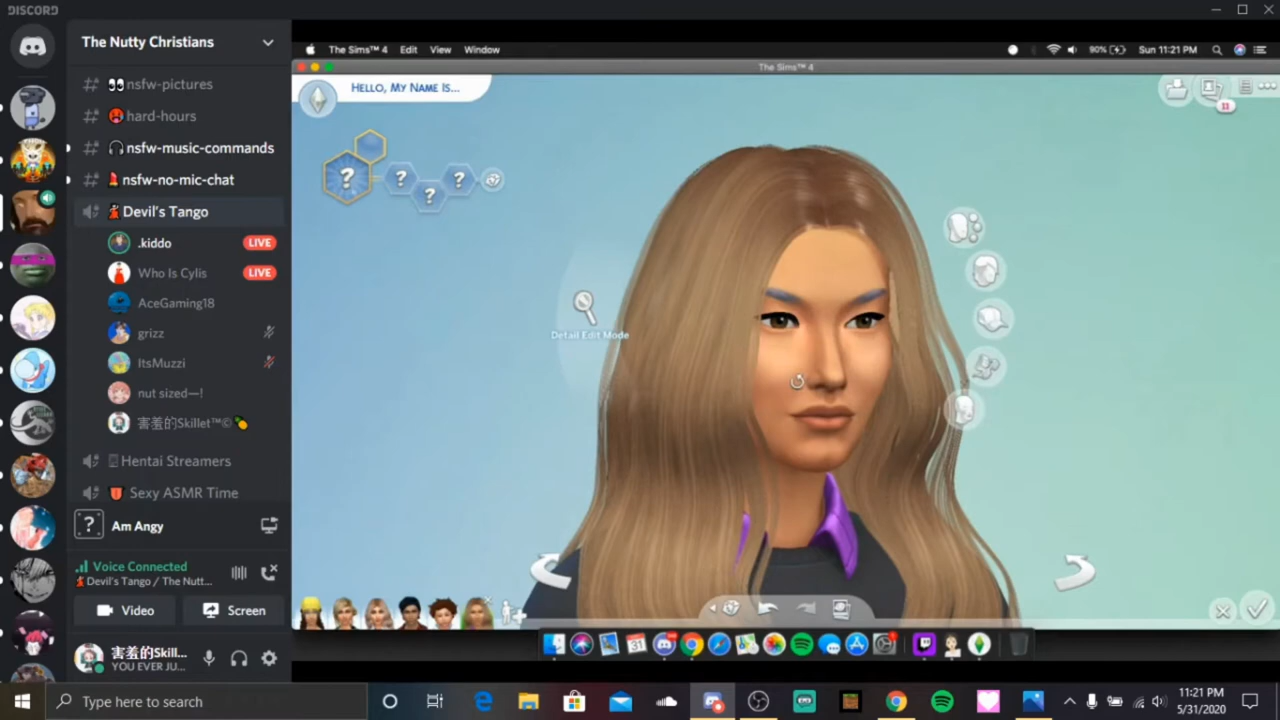 DISCORD
The Nutty Christians
nsfw-pictures
hard-hours
nsfw-music-commands
nsfw-no-mic-chat
Devil's Tango
.kiddo LIVE
Who Is Cylis LIVE
AceGaming18
grizz
ItsMuzzi
nut sized—!
害羞的Skillet™©
Hentai Streamers
Sexy ASMR Time
? Am Angy
Voice Connected
Devil's Tango / The Nutt...
Video Screen
害羞的Skill...
YOU EVER JU...
The Sims™ 4 Edit View Window 90% Sun 11:21 PM
The Sims™ 4
Hello, My Name Is...
11
? ? ? ?
Detail Edit Mode
31
Type here to search
11:21 PM
5/31/2020